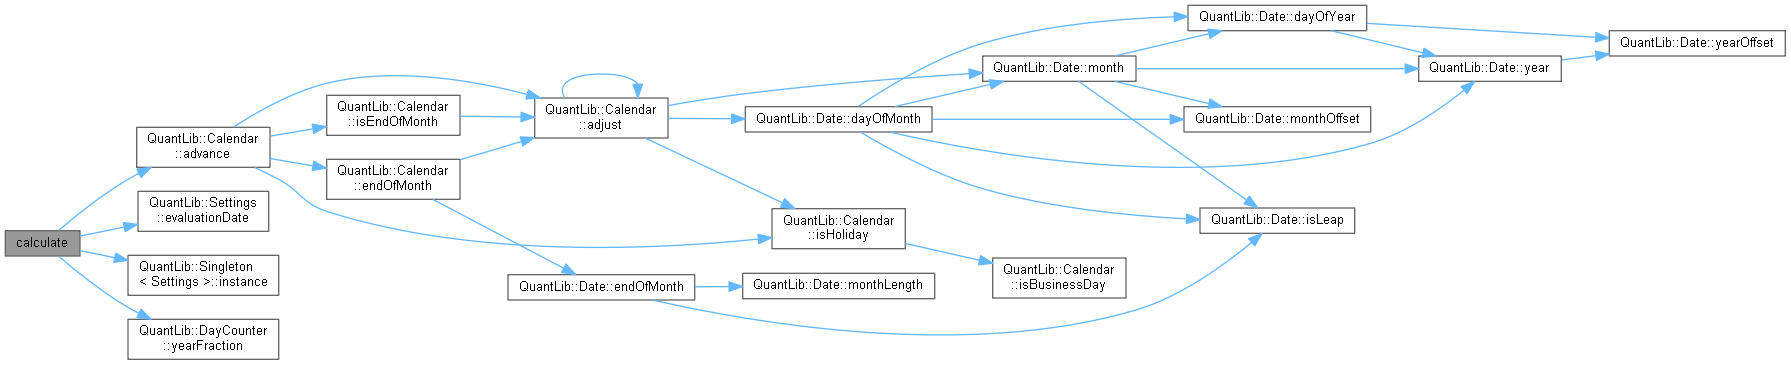 calculate
QuantLib::Calendar
::advance
QuantLib::Settings
::evaluationDate
QuantLib::Singleton
< Settings >::instance
QuantLib::DayCounter
::yearFraction
QuantLib::Calendar
::isEndOfMonth
QuantLib::Calendar
::endOfMonth
QuantLib::Calendar
::adjust
QuantLib::Date::endOfMonth
QuantLib::Date::dayOfMonth
QuantLib::Calendar
::isHoliday
QuantLib::Date::monthLength
QuantLib::Date::month
QuantLib::Calendar
::isBusinessDay
QuantLib::Date::dayOfYear
QuantLib::Date::monthOffset
QuantLib::Date::isLeap
QuantLib::Date::year
QuantLib::Date::yearOffset